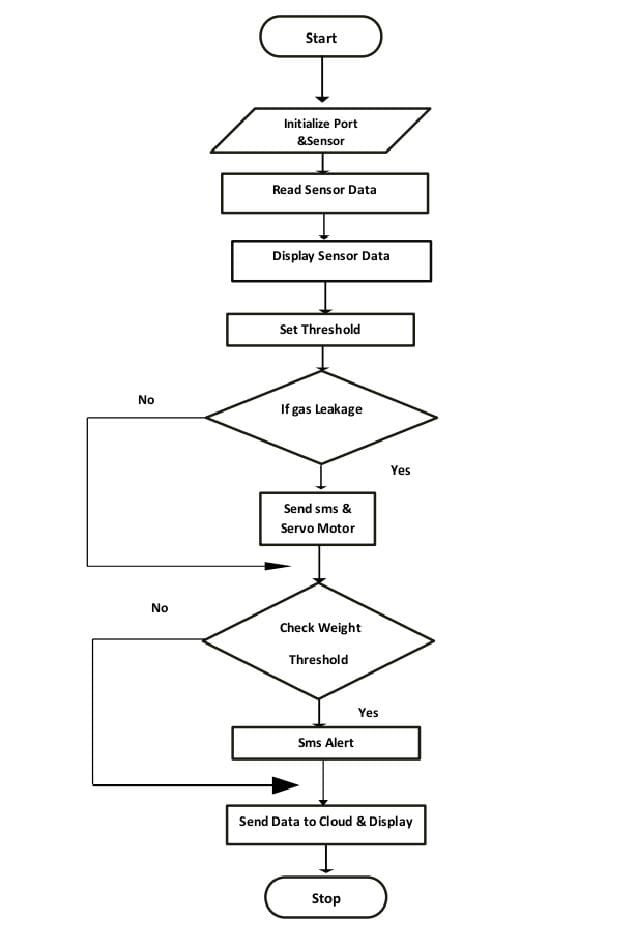 Start
Initialize Port
&Sensor
Read Sensor Data
Display Sensor Data
Set Threshold
If gas Leakage
No
Yes
Send sms &
Servo Motor
No
Check Weight
Threshold
Yes
Sms Alert
Send Data to Cloud & Display
Stop